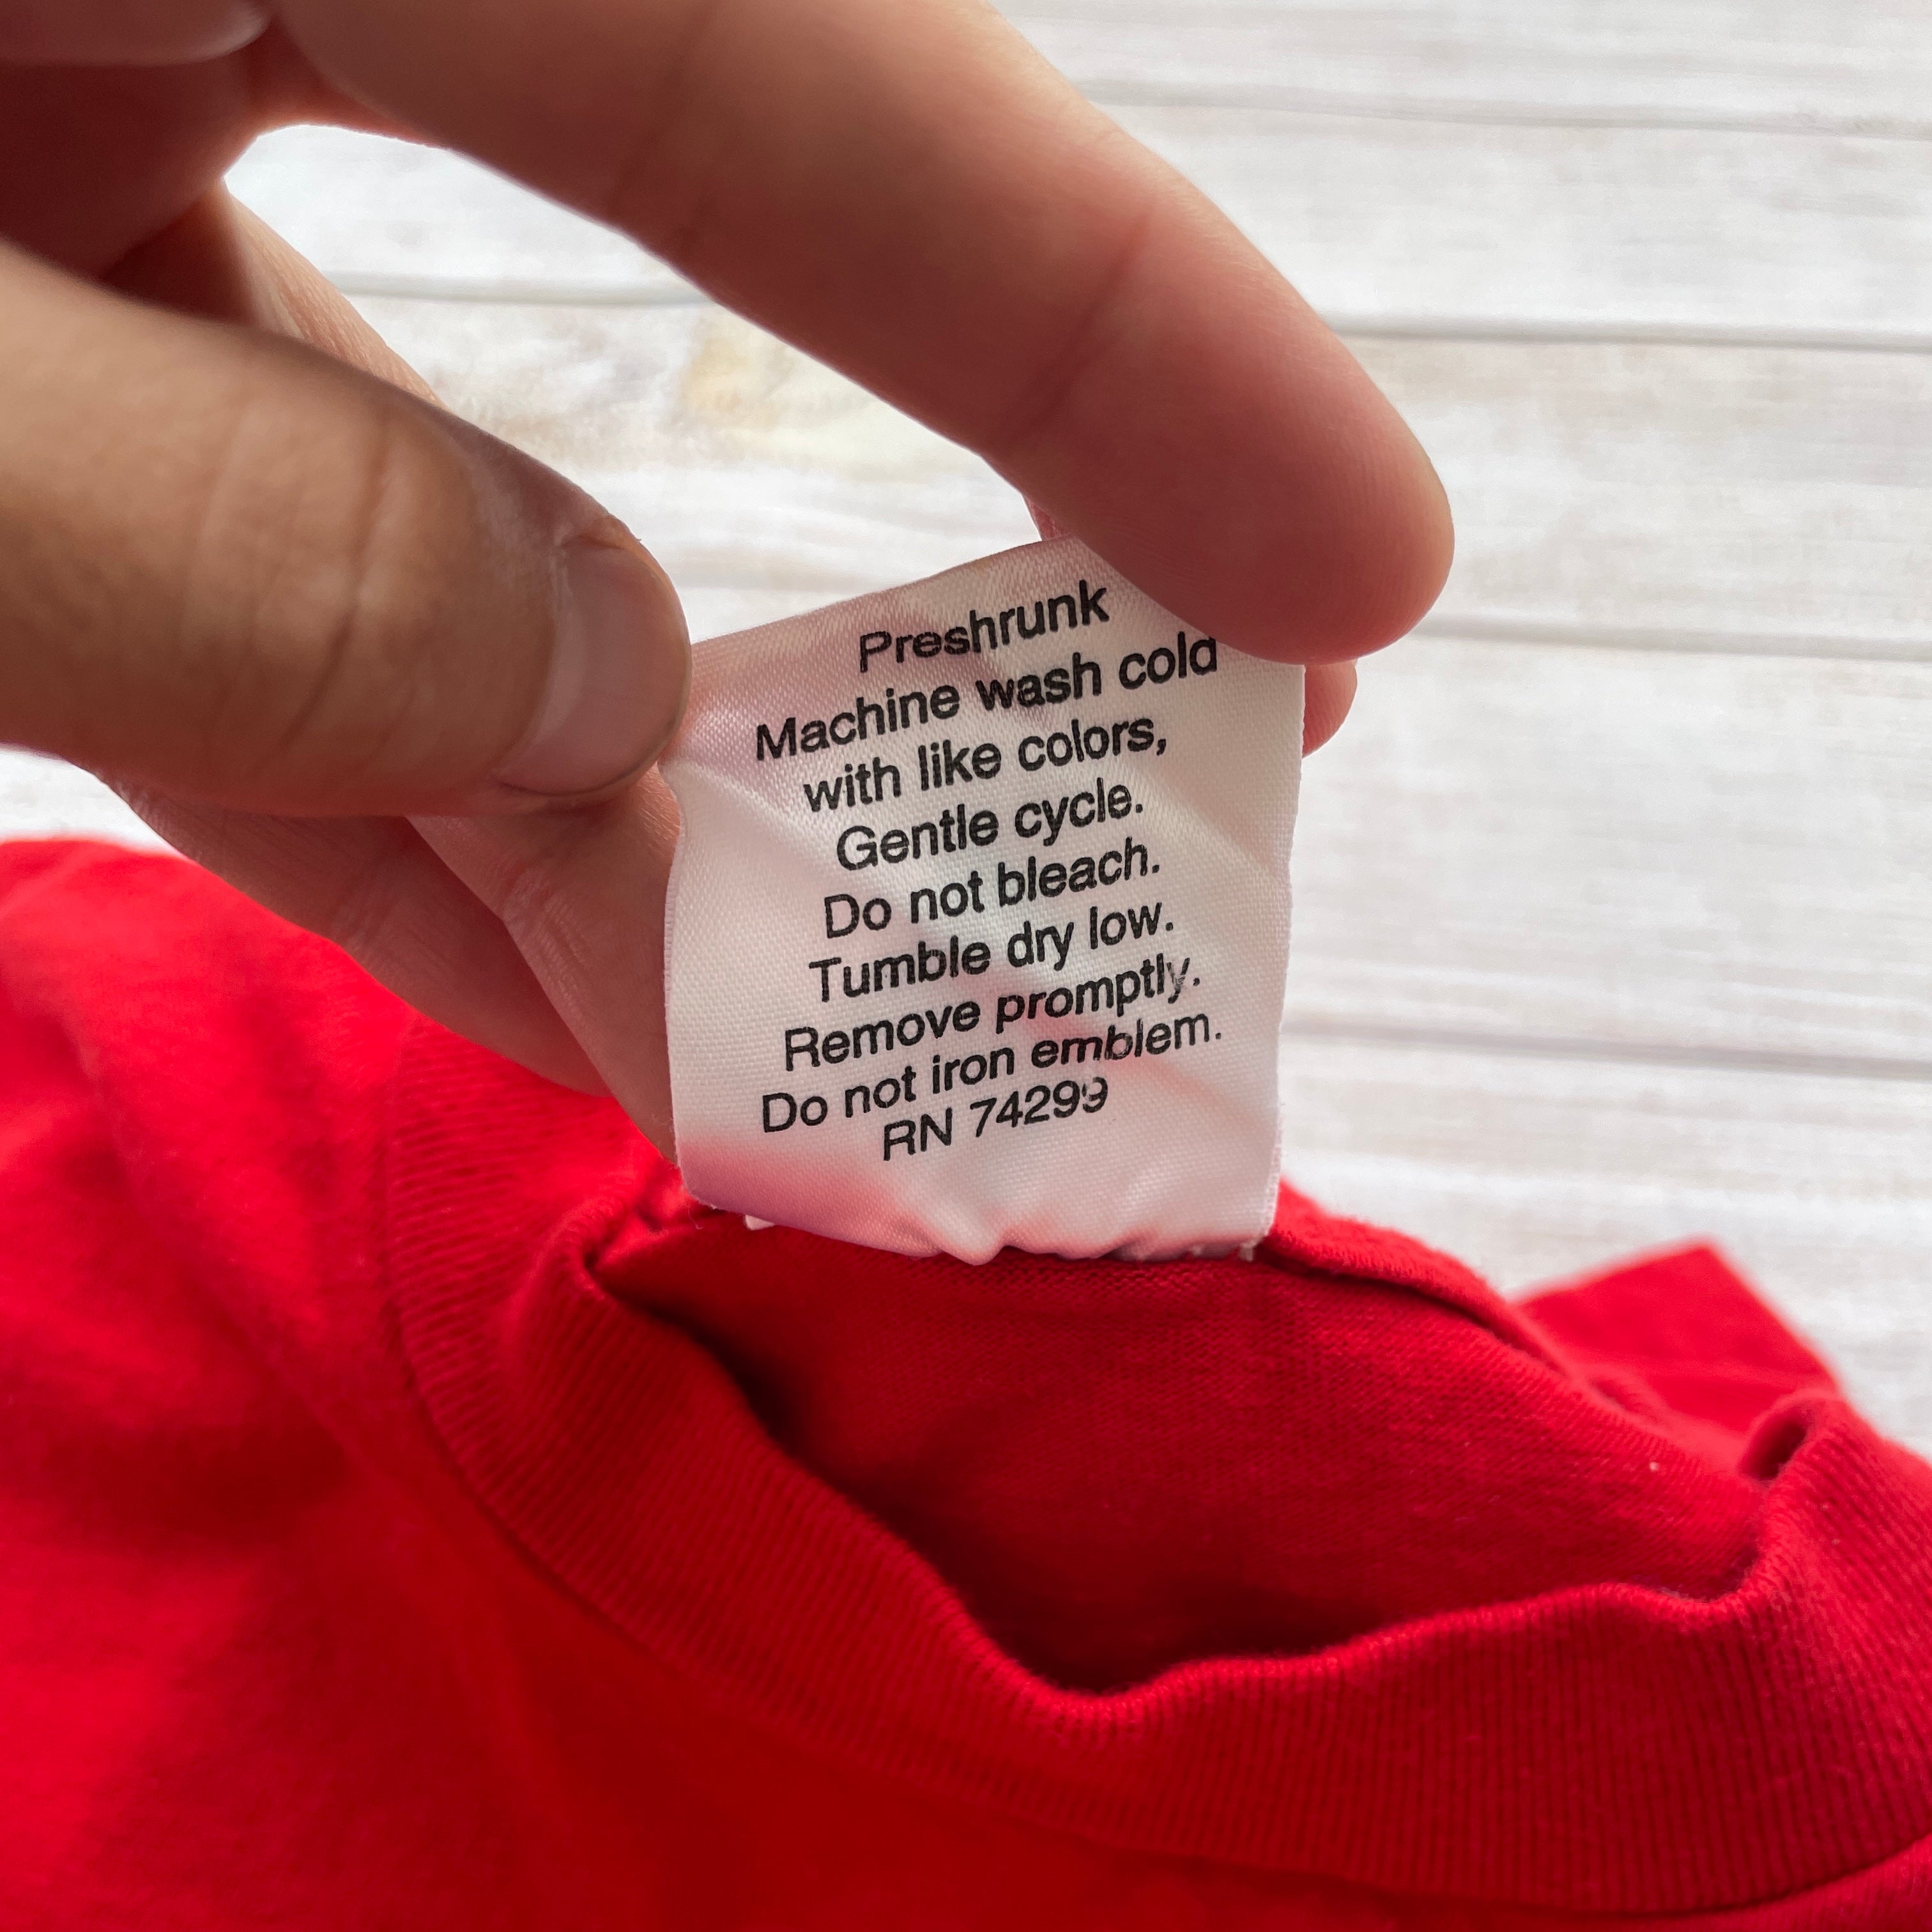 Preshrunk
Machine wash cold
with like colors,
Gentle cycle.
Do not bleach.
Tumble dry low.
Remove promptly.
Do not iron emblem.
RN 74299